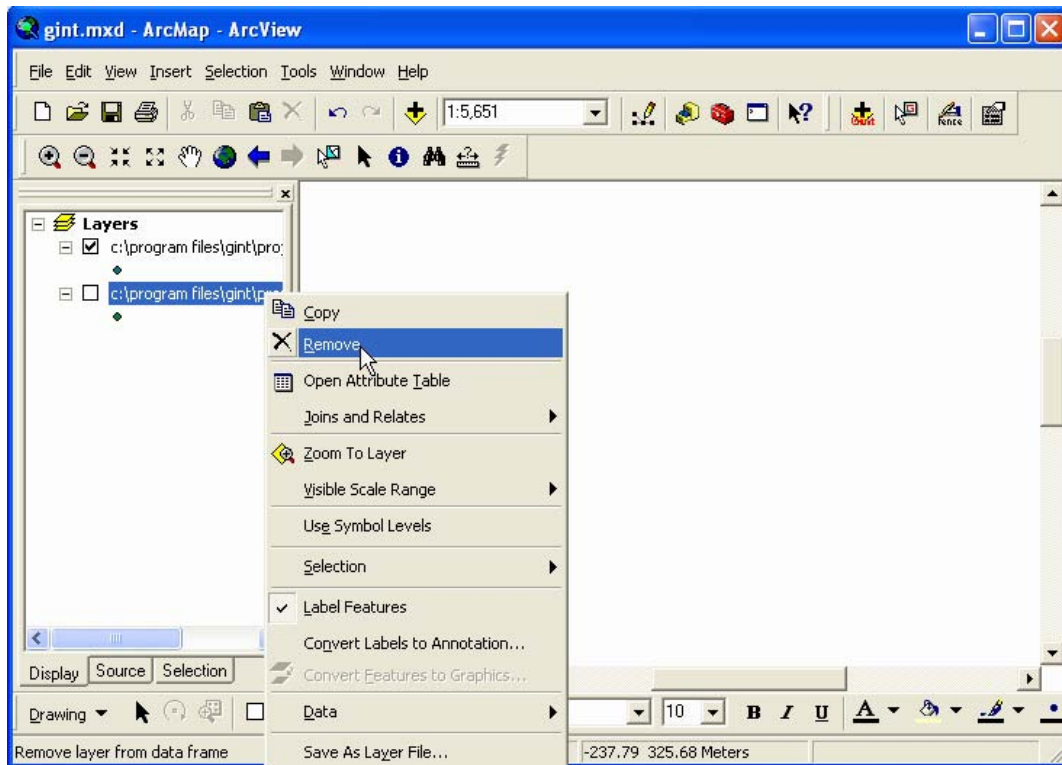 gint.mxd - ArcMap - ArcView
File Edit View Insert Selection Tools Window Help
1:5,651
gINT
fence
Layers
c:\program files\gint\pro
c:\program files\gint\p
Copy
Remove
Open Attribute Table
Joins and Relates
Zoom To Layer
Visible Scale Range
Use Symbol Levels
Selection
Label Features
Convert Labels to Annotation...
Convert Features to Graphics...
Data
Save As Layer File...
Display Source Selection
Drawing
10 B I U A
Remove layer from data frame
-237.79 325.68 Meters